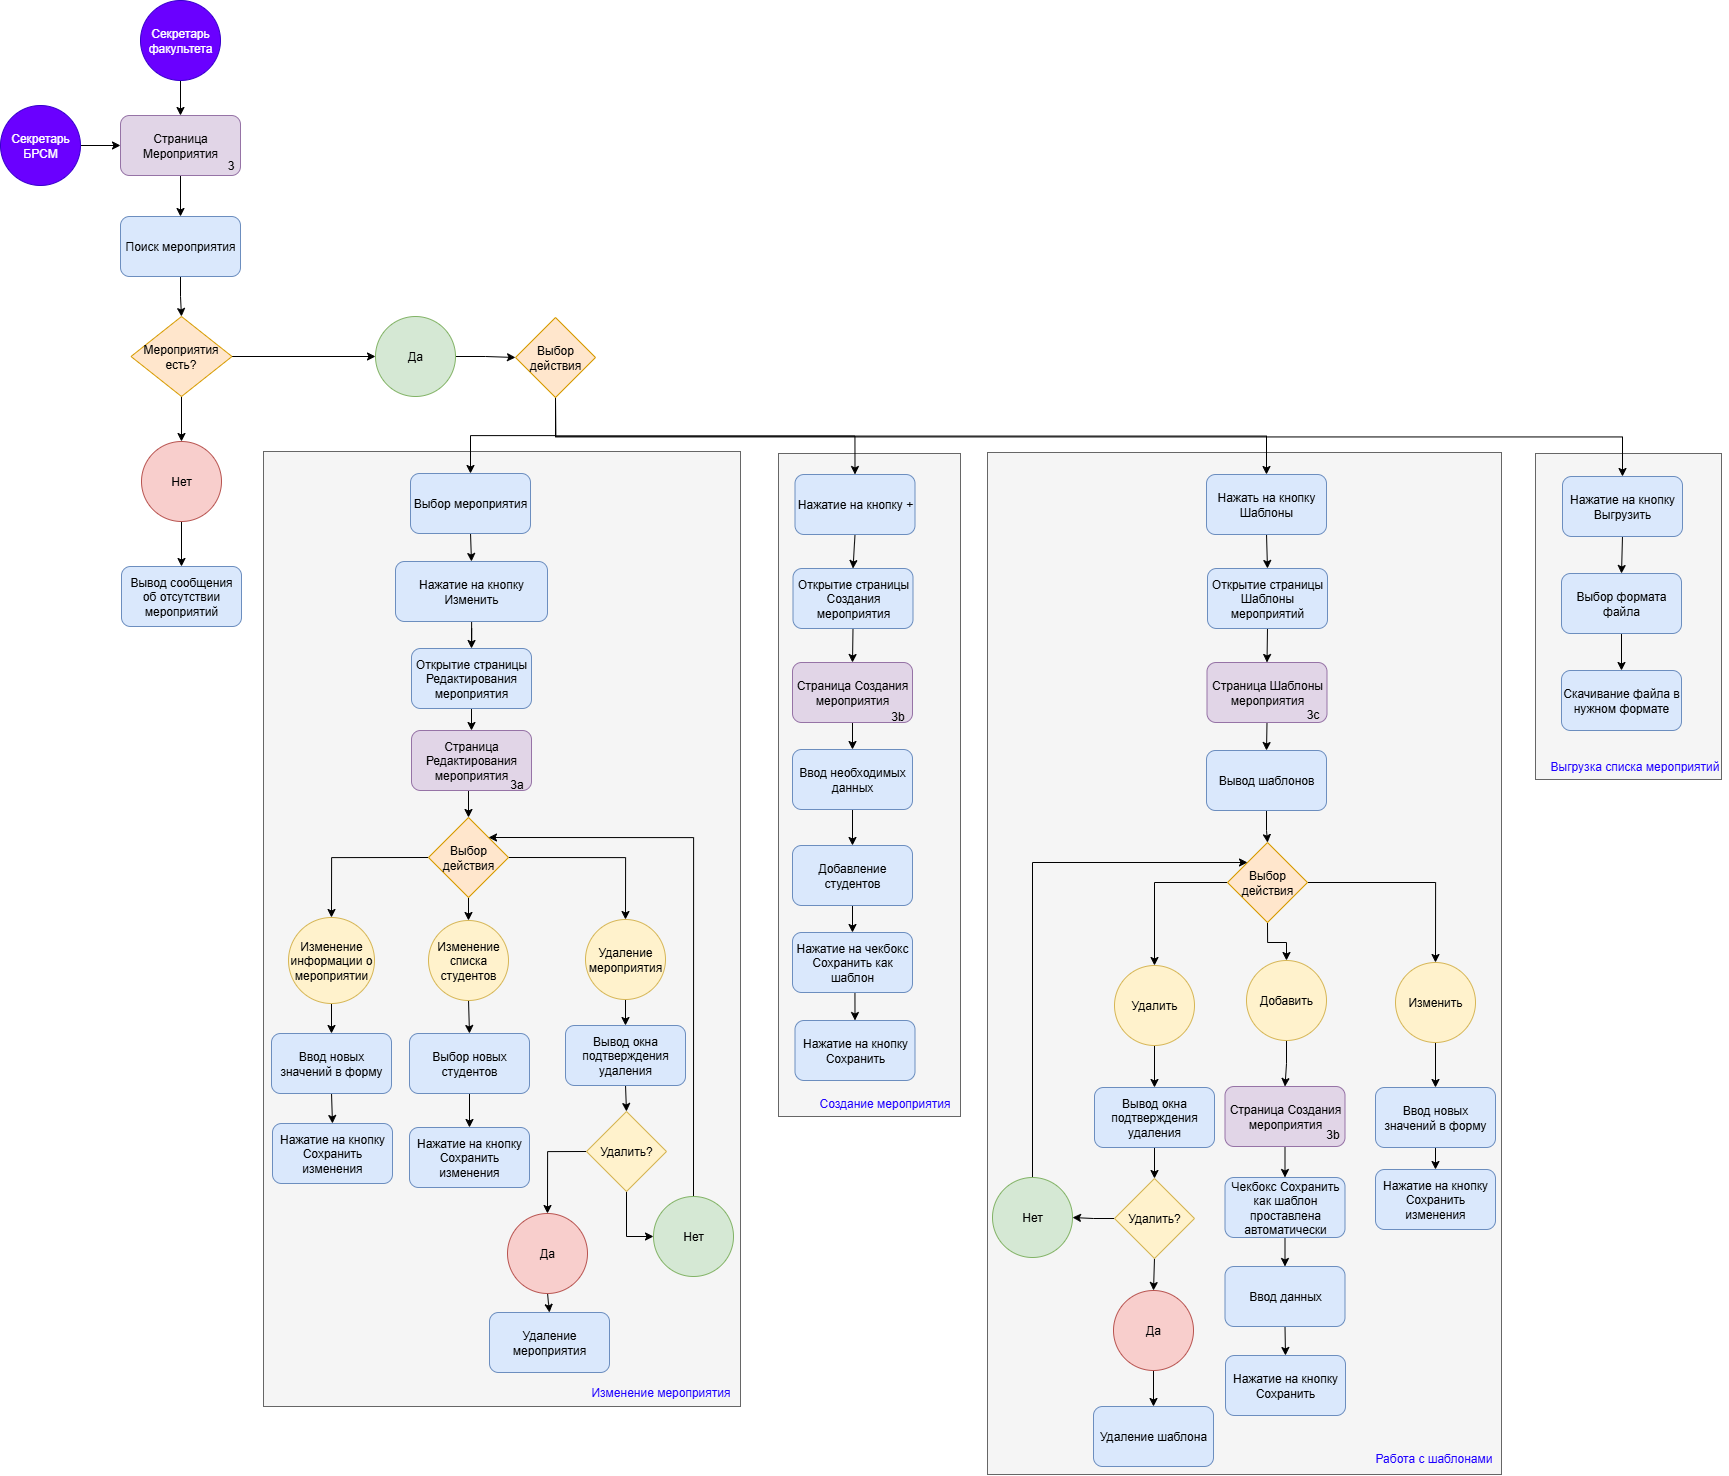 Секретарь
факультета
Секретарь
БРСМ
Страница
Мероприятия
3
Поиск мероприятия
Мероприятия
есть?
Да
Выбор
действия
Нет
Вывод сообщения
об отсутствии
мероприятий
Выбор мероприятия
Нажатие на кнопку
Изменить
Открытие страницы
Редактирования
мероприятия
Страница
Редактирования
мероприятия
3a
Выбор
действия
Изменение
информации о
мероприятии
Изменение
списка
студентов
Удаление
мероприятия
Ввод новых
значений в форму
Выбор новых
студентов
Вывод окна
подтверждения
удаления
Нажатие на кнопку
Сохранить
изменения
Нажатие на кнопку
Сохранить
изменения
Удалить?
Да
Нет
Удаление
мероприятия
Изменение мероприятия
Нажатие на кнопку +
Открытие страницы
Создания
мероприятия
Страница Создания
мероприятия
3b
Ввод необходимых
данных
Добавление
студентов
Нажатие на чекбокс
Сохранить как
шаблон
Нажатие на кнопку
Сохранить
Создание мероприятия
Нажать на кнопку
Шаблоны
Открытие страницы
Шаблоны
мероприятий
Страница Шаблоны
мероприятия
3c
Вывод шаблонов
Выбор
действия
Удалить
Добавить
Изменить
Вывод окна
подтверждения
удаления
Страница Создания
мероприятия
3b
Ввод новых
значений в форму
Нет
Удалить?
Чекбокс Сохранить
как шаблон
проставлена
автоматически
Нажатие на кнопку
Сохранить
изменения
Да
Ввод данных
Удаление шаблона
Нажатие на кнопку
Сохранить
Работа с шаблонами
Нажатие на кнопку
Выгрузить
Выбор формата
файла
Скачивание файла в
нужном формате
Выгрузка списка мероприятий